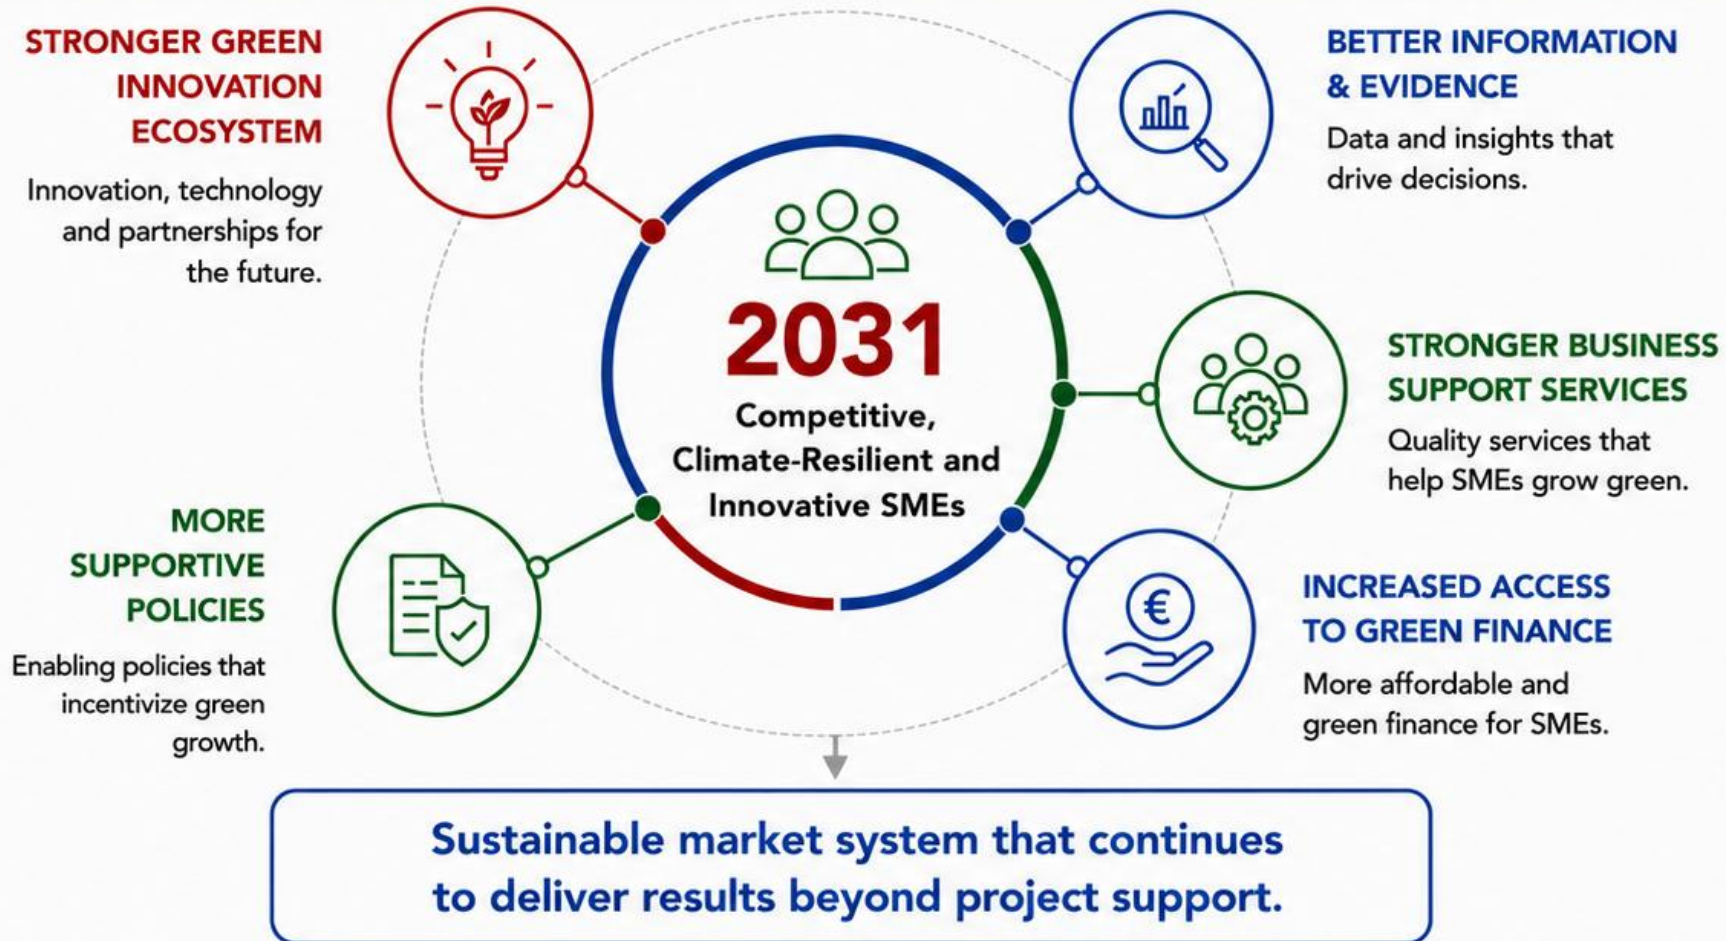 STRONGER GREEN
INNOVATION
ECOSYSTEM
Innovation, technology
and partnerships for
the future.
BETTER INFORMATION
& EVIDENCE
Data and insights that
drive decisions.
2031
Competitive,
Climate-Resilient and
Innovative SMEs
STRONGER BUSINESS
SUPPORT SERVICES
Quality services that
help SMEs grow green.
MORE
SUPPORTIVE
POLICIES
Enabling policies that
incentivize green
growth.
€
INCREASED ACCESS
TO GREEN FINANCE
More affordable and
green finance for SMEs.
Sustainable market system that continues
to deliver results beyond project support.